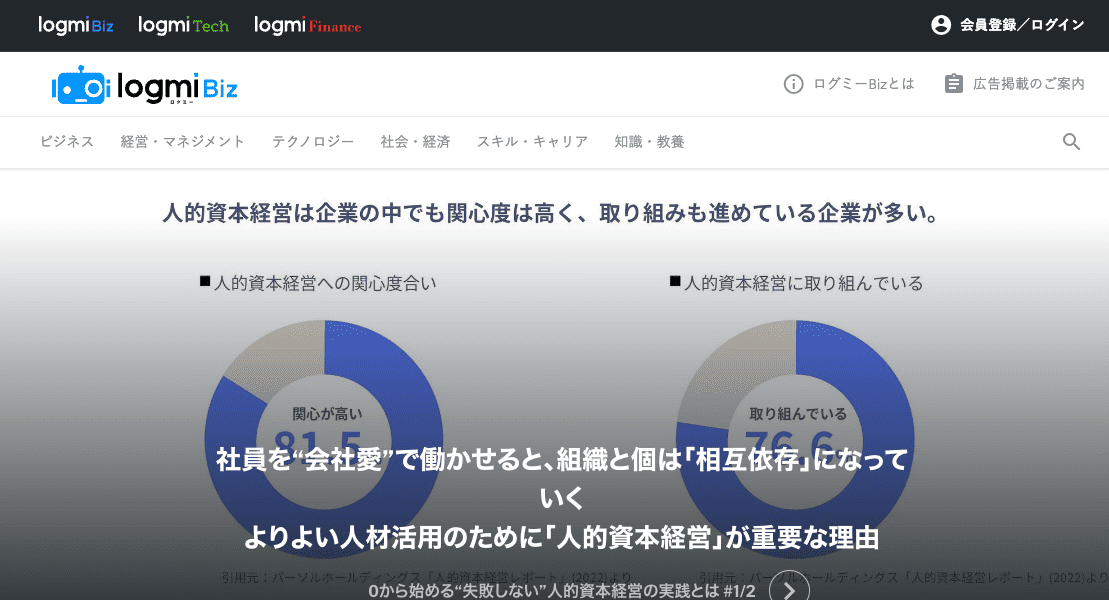 logmi Biz logmi Tech logmi Finance 会員登録／ログイン
logmi Biz
ログミー
ログミーBizとは 広告掲載のご案内
ビジネス 経営・マネジメント テクノロジー 社会・経済 スキル・キャリア 知識・教養
人的資本経営は企業の中でも関心度は高く、取り組みも進めている企業が多い。
■人的資本経営への関心度合い ■人的資本経営に取り組んでいる
関心が高い 取り組んでいる
81.5 76.6
社員を“会社愛”で働かせると、組織と個は「相互依存」になって
いく
よりよい人材活用のために「人的資本経営」が重要な理由
引用元：パーソルホールディングス「人的資本経営レポート」(2022)より 引用元：パーソルホールディングス「人的資本経営レポート」(2022)より
0から始める“失敗しない”人的資本経営の実践とは #1/2